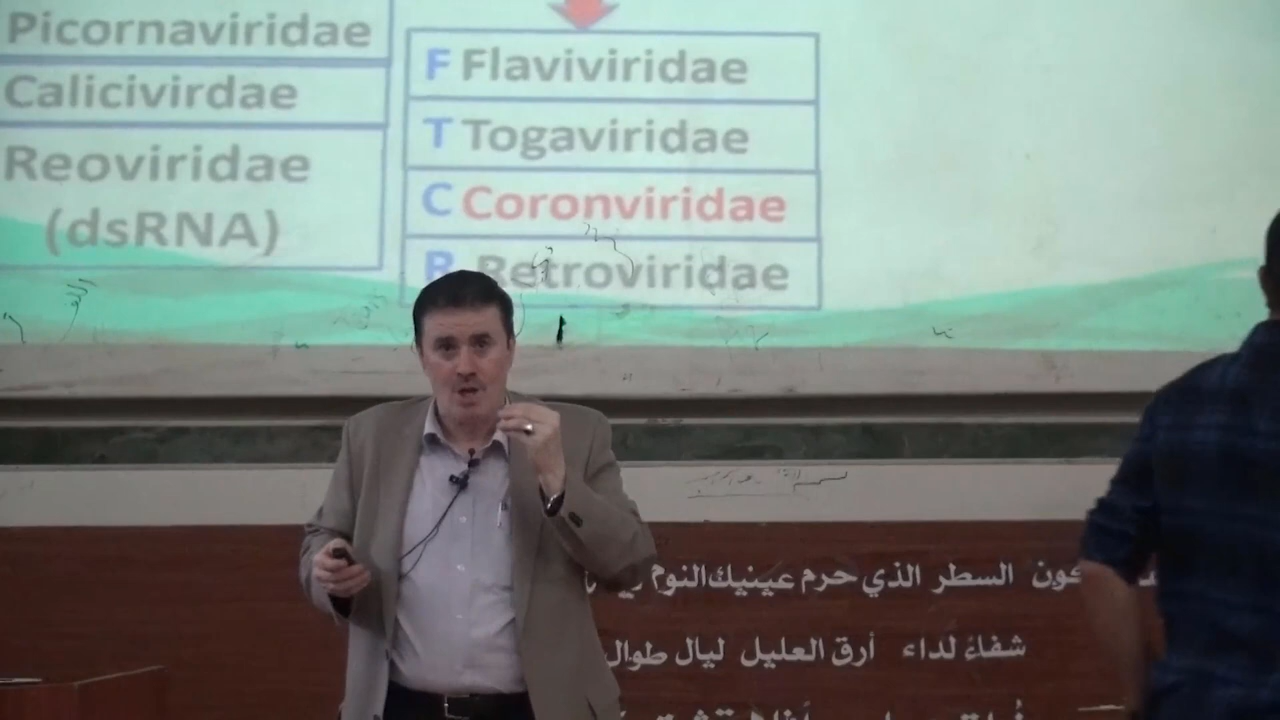 Picornaviridae
Calicivirdae
Reoviridae
(dsRNA)
F Flaviviridae
T Togaviridae
C Coronviridae
R Retroviridae
كون السطر الذي حرم عينيك النوم
شفاءً لداء أرق العليل ليال طوال